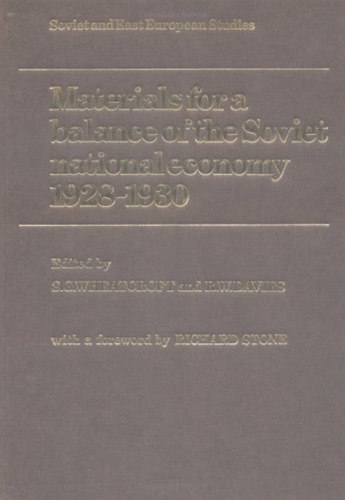 Soviet and East European Studies
Materials for a
balance of the Soviet
national economy
1928-1930
Edited by
S.G.WHEATCROFT and R.W.DAVIES
with a foreword by RICHARD STONE